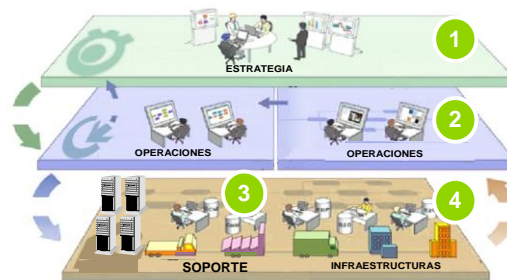 1
ESTRATEGIA
2
OPERACIONES
OPERACIONES
3
4
SOPORTE
INFRAESTRUCTURAS